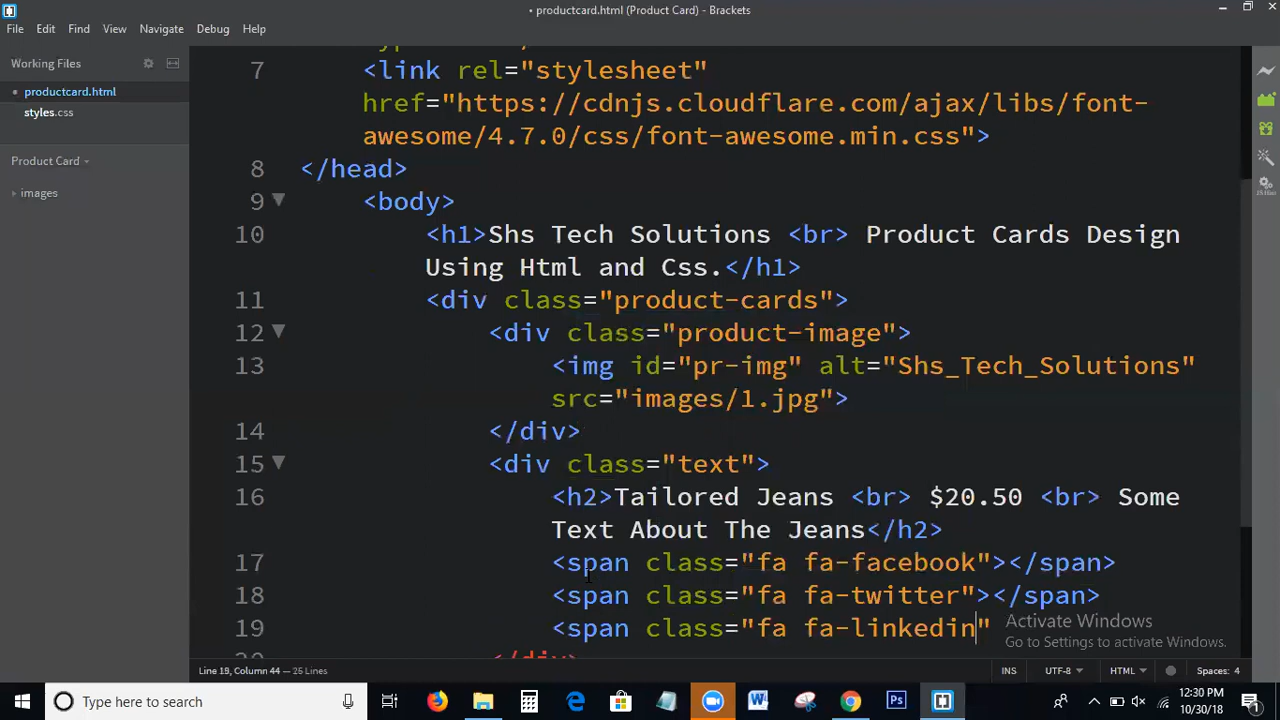 • productcard.html (Product Card) - Brackets
File Edit Find View Navigate Debug Help
Working Files
• productcard.html
styles.css
Product Card
images
7 <link rel="stylesheet"
href="https://cdnjs.cloudflare.com/ajax/libs/font-
awesome/4.7.0/css/font-awesome.min.css">
8 </head>
9 <body>
10 <h1>Shs Tech Solutions <br> Product Cards Design
Using Html and Css.</h1>
11 <div class="product-cards">
12 <div class="product-image">
13 <img id="pr-img" alt="Shs_Tech_Solutions"
src="images/1.jpg">
14 </div>
15 <div class="text">
16 <h2>Tailored Jeans <br> $20.50 <br> Some
Text About The Jeans</h2>
17 <span class="fa fa-facebook"></span>
18 <span class="fa fa-twitter"></span>
19 <span class="fa fa-linkedin"
20 </div>
Activate Windows
Go to Settings to activate Windows.
Line 19, Column 44 — 25 Lines
INS UTF-8 HTML Spaces: 4
Type here to search
12:30 PM
10/30/18